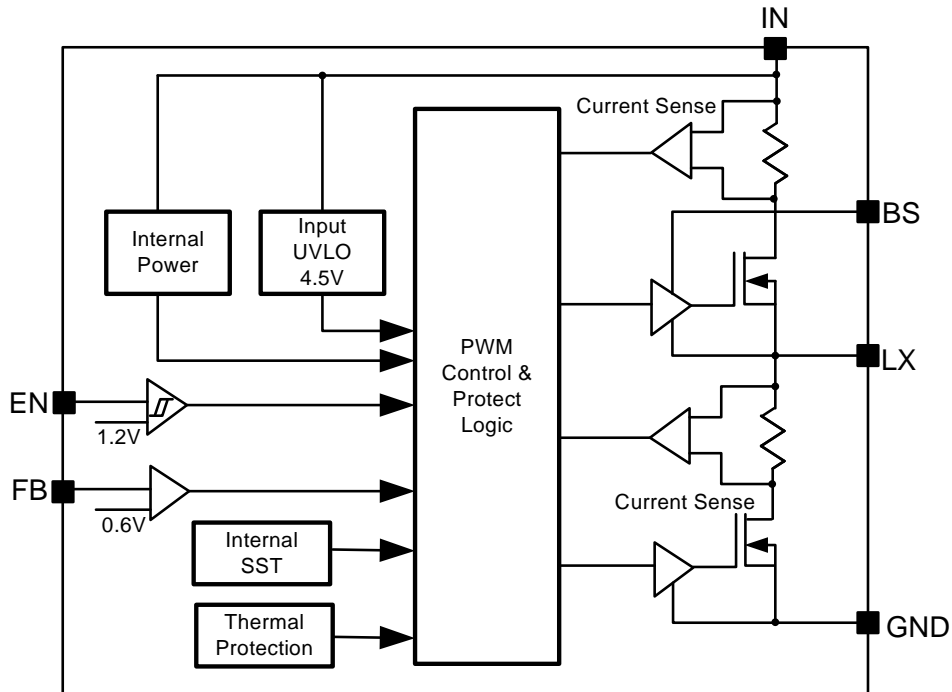 IN
Current Sense
BS
Internal
Power
Input
UVLO
4.5V
PWM
Control &
Protect
Logic
LX
EN
1.2V
FB
0.6V
Current Sense
Internal
SST
Thermal
Protection
GND